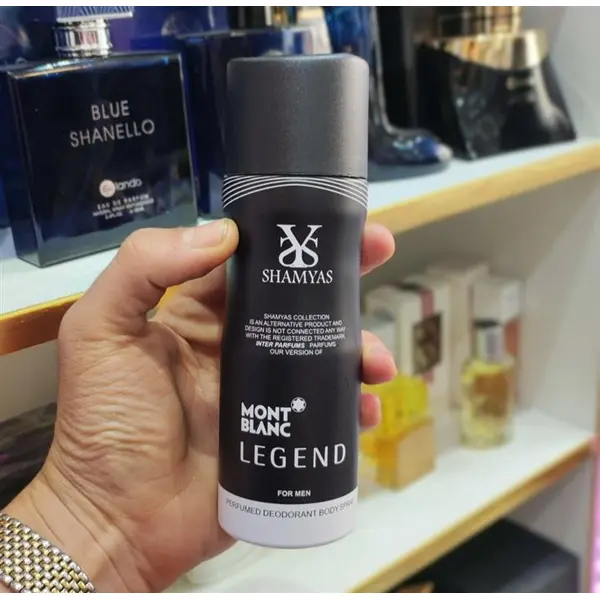 BLUE
SHANELLO
lando
EAU DE PARFUM
SHAMYAS
SHAMYAS COLLECTION
IS AN ALTERNATIVE PRODUCT AND
DESIGN IS NOT CONNECTED ANY WAY
WITH THE REGISTERED TRADEMARK
INTER PARFUMS PARFUMS
OUR VERSION OF
MONT
BLANC
LEGEND
FOR MEN
PERFUMED DEODORANT BODY SPRAY